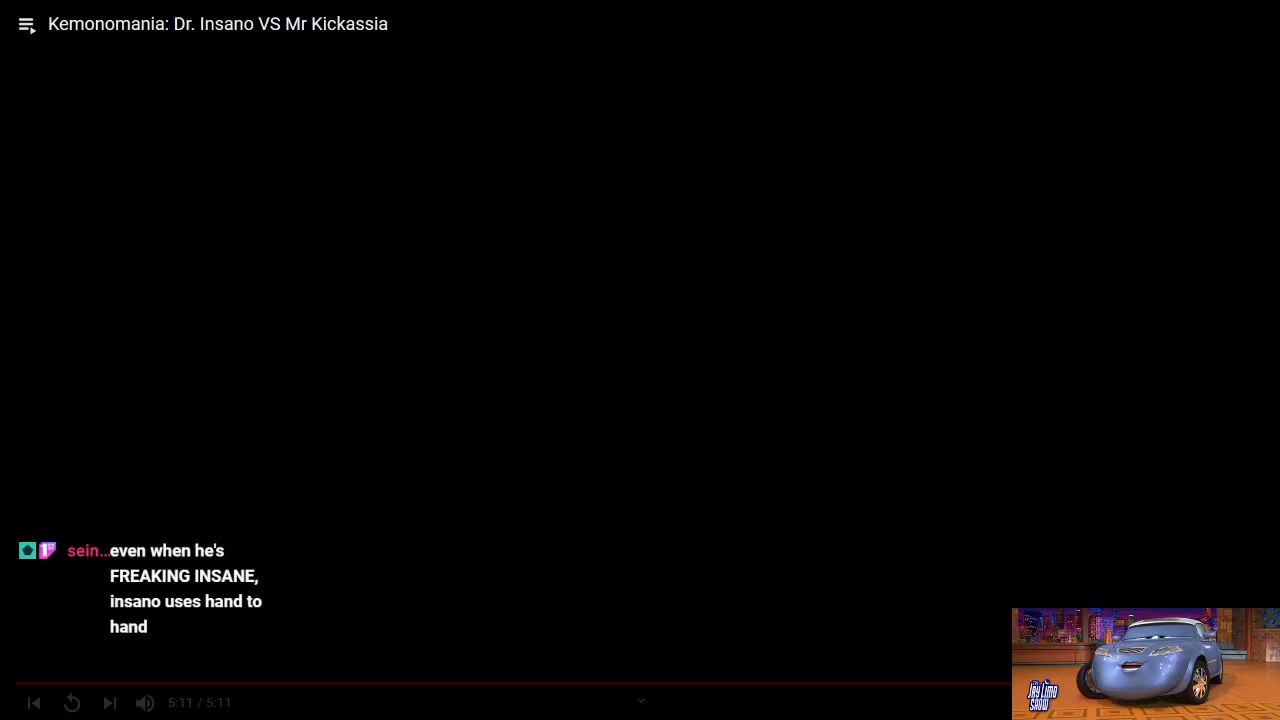 Kemonomania: Dr. Insano VS Mr Kickassia
1ST sein...even when he's
FREAKING INSANE,
insano uses hand to
hand
JAY LIMO
SHOW
5:11 / 5:11